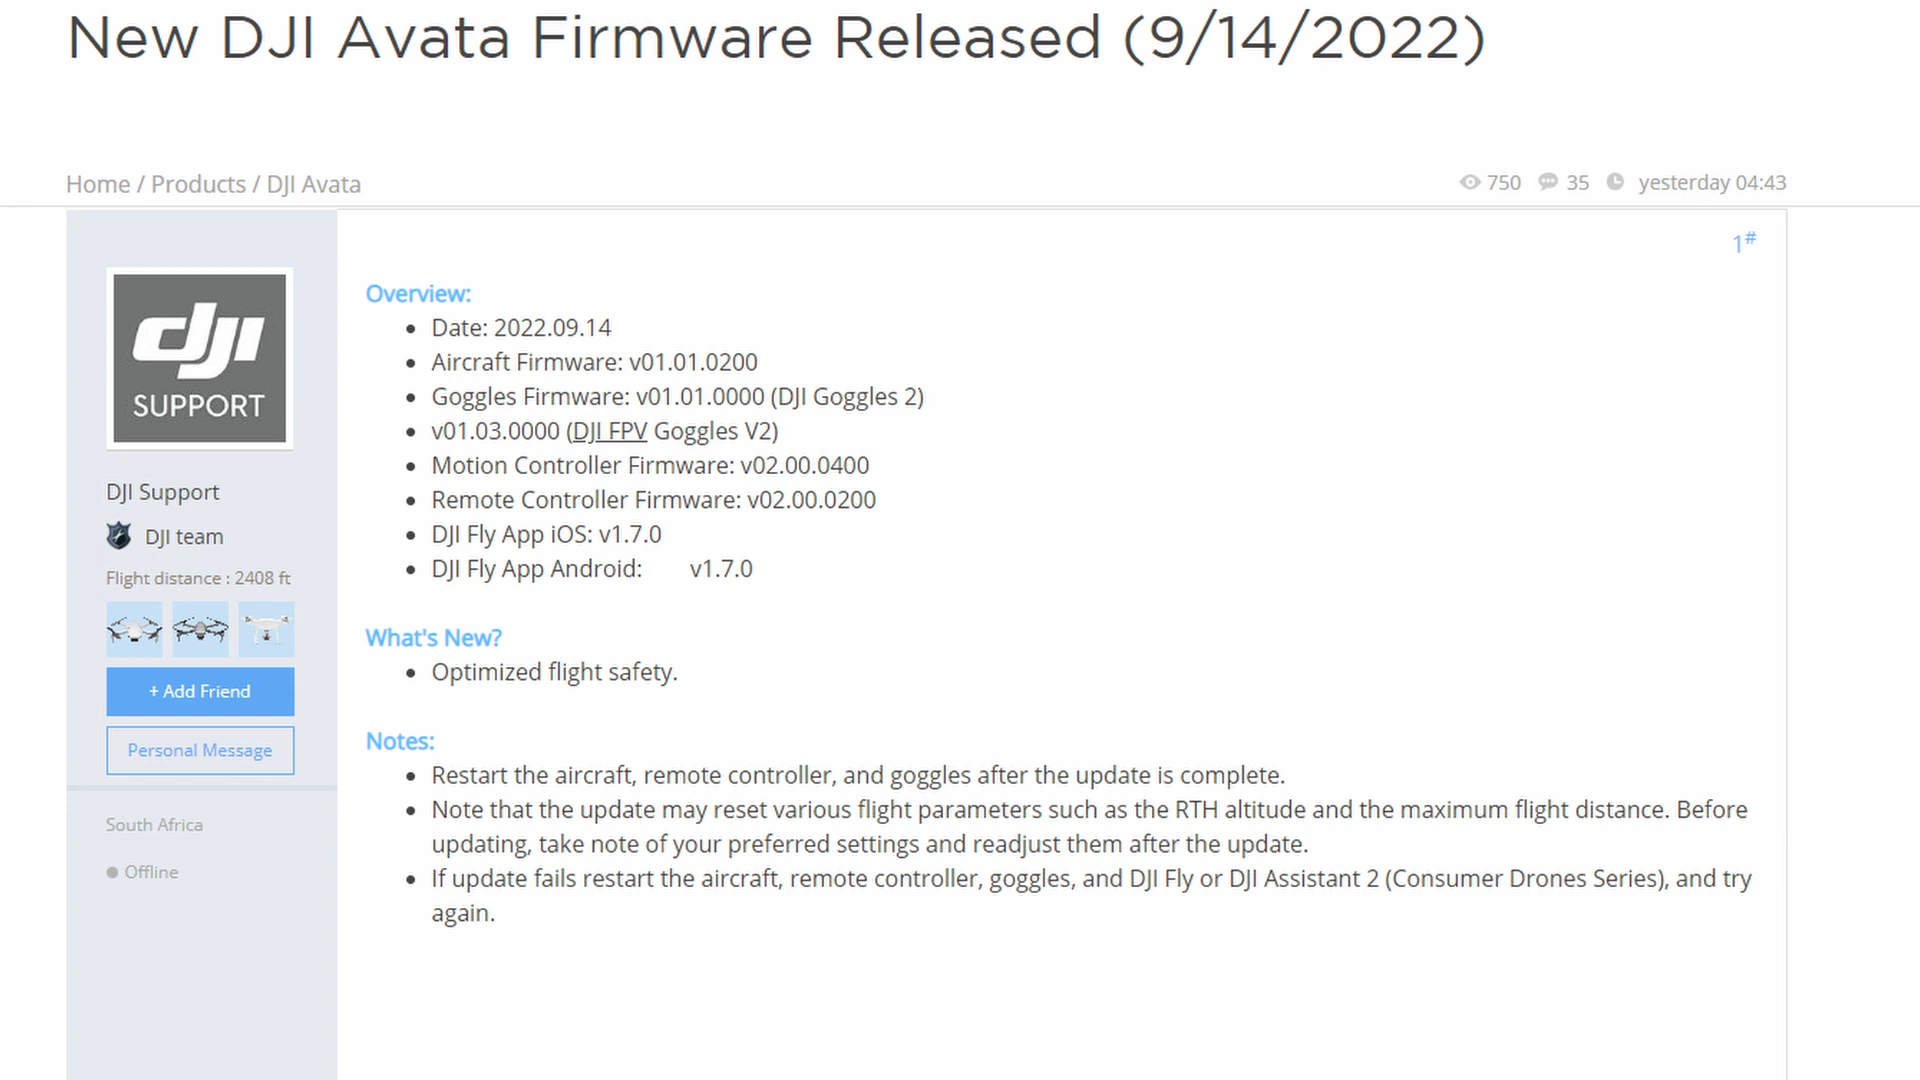 New DJI Avata Firmware Released (9/14/2022)
Home / Products / DJI Avata
750 35 yesterday 04:43
1#
dji
SUPPORT
DJI Support
DJI team
Flight distance : 2408 ft
+ Add Friend
Personal Message
South Africa
Offline
Overview:
Date: 2022.09.14
Aircraft Firmware: v01.01.0200
Goggles Firmware: v01.01.0000 (DJI Goggles 2)
v01.03.0000 (DJI FPV Goggles V2)
Motion Controller Firmware: v02.00.0400
Remote Controller Firmware: v02.00.0200
DJI Fly App iOS: v1.7.0
DJI Fly App Android: v1.7.0
What's New?
Optimized flight safety.
Notes:
Restart the aircraft, remote controller, and goggles after the update is complete.
Note that the update may reset various flight parameters such as the RTH altitude and the maximum flight distance. Before
updating, take note of your preferred settings and readjust them after the update.
If update fails restart the aircraft, remote controller, goggles, and DJI Fly or DJI Assistant 2 (Consumer Drones Series), and try
again.